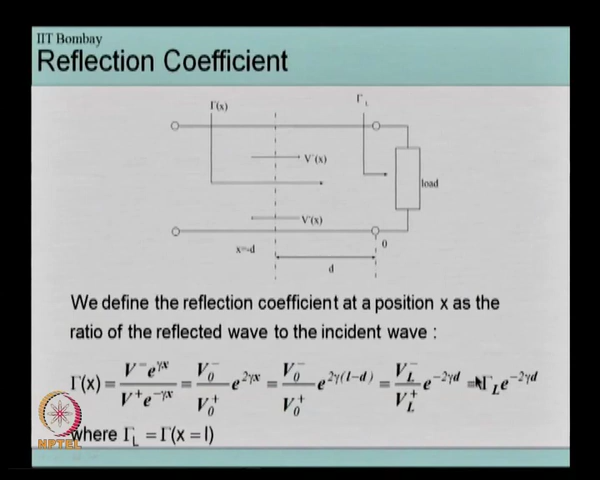 IIT Bombay
Reflection Coefficient
Γ(x)
Γ
V(x)
load
V(x)
x=-d
0
d
We define the reflection coefficient at a position x as the
ratio of the reflected wave to the incident wave :
Γ(x) = V⁻e^γx / V⁺e^-γx = V₀⁻ / V₀⁺ e^2γx = V₀⁻ / V₀⁺ e^2γ(l-d) = V_L⁻ / V_L⁺ e^-2γd = Γ_L e^-2γd
where Γ_L = Γ(x = l)
NPTEL